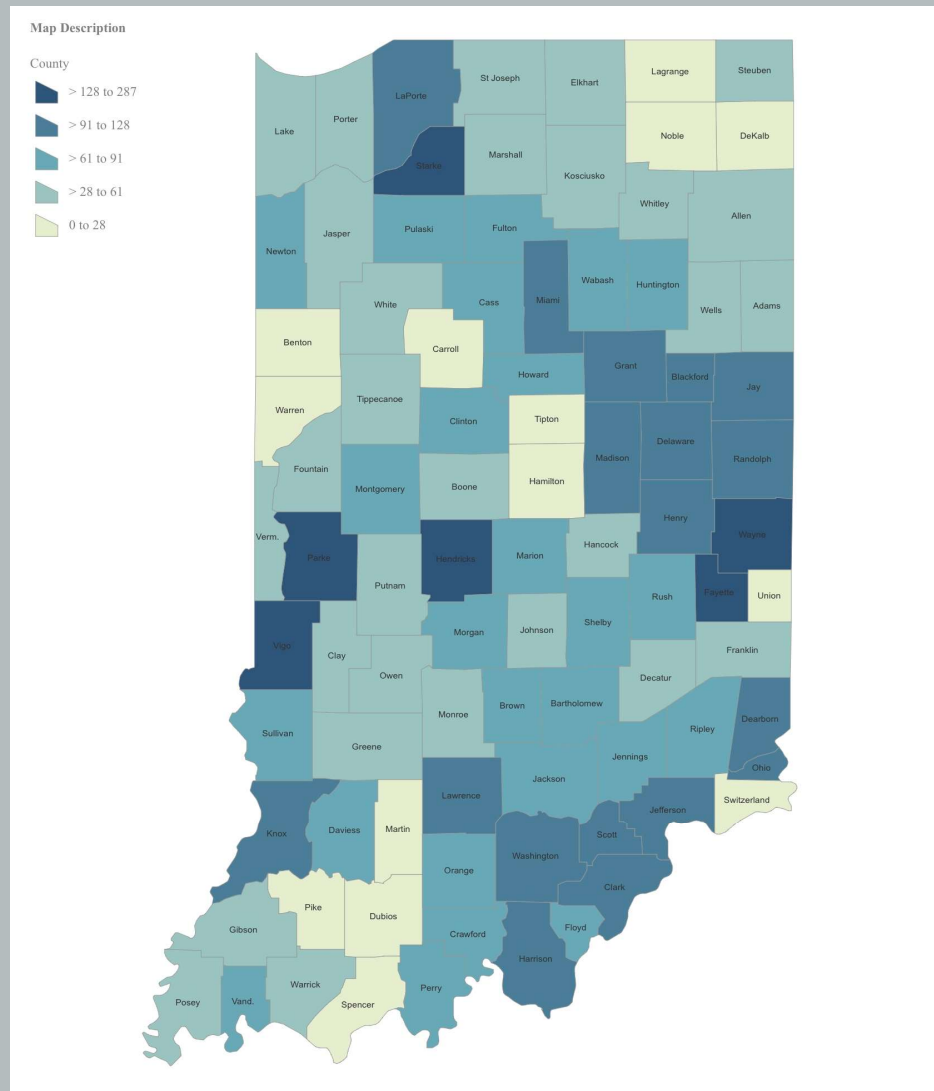 Map Description
County
> 128 to 287
> 91 to 128
> 61 to 91
> 28 to 61
0 to 28
LaPorte
St Joseph
Elkhart
Lagrange
Steuben
Lake
Porter
Noble
DeKalb
Starke
Marshall
Kosciusko
Whitley
Allen
Newton
Jasper
Pulaski
Fulton
Wabash
Huntington
White
Cass
Miami
Wells
Adams
Benton
Carroll
Howard
Grant
Blackford
Jay
Warren
Tippecanoe
Clinton
Tipton
Delaware
Madison
Randolph
Fountain
Montgomery
Boone
Hamilton
Henry
Verm.
Parke
Putnam
Hendricks
Marion
Hancock
Wayne
Rush
Fayette
Union
Vigo
Clay
Owen
Morgan
Johnson
Shelby
Franklin
Decatur
Sullivan
Greene
Monroe
Brown
Bartholomew
Ripley
Dearborn
Jennings
Ohio
Jackson
Knox
Daviess
Martin
Lawrence
Jefferson
Switzerland
Scott
Washington
Orange
Clark
Pike
Dubios
Gibson
Crawford
Floyd
Harrison
Posey
Vand.
Warrick
Spencer
Perry